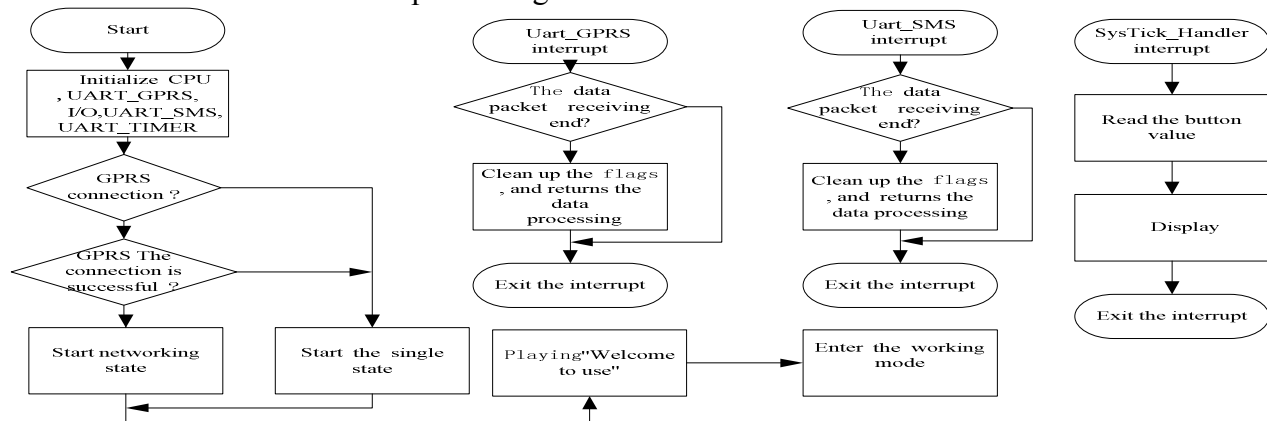 Start
Initialize CPU
, UART_GPRS,
I/O,UART_SMS,
UART_TIMER
GPRS
connection ?
GPRS The
connection is
successful ?
Start networking
state
Start the single
state
Uart_GPRS
interrupt
The data
packet receiving
end?
Clean up the flags
, and returns the
data
processing
Exit the interrupt
Playing"Welcome
to use"
Uart_SMS
interrupt
The data
packet receiving
end?
Clean up the flags
, and returns the
data processing
Exit the interrupt
Enter the working
mode
SysTick_Handler
interrupt
Read the button
value
Display
Exit the interrupt